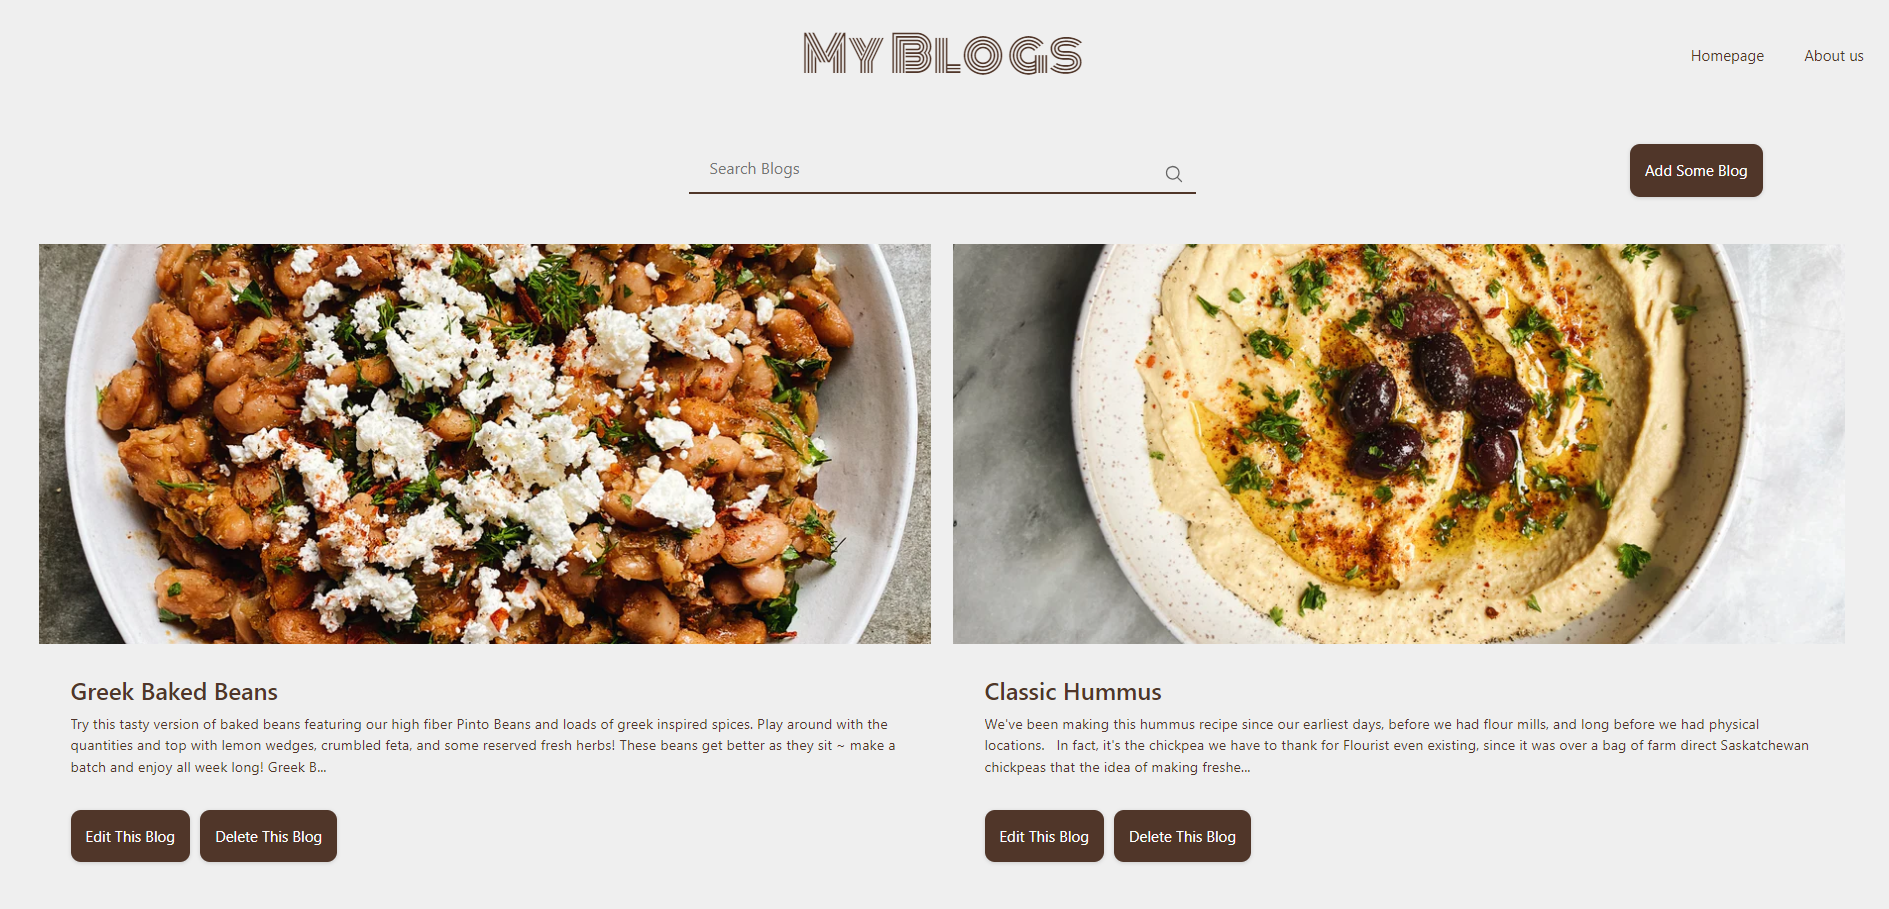 My Blogs
Homepage
About us
Search Blogs
Add Some Blog
Greek Baked Beans
Try this tasty version of baked beans featuring our high fiber Pinto Beans and loads of greek inspired spices. Play around with the
quantities and top with lemon wedges, crumbled feta, and some reserved fresh herbs! These beans get better as they sit ~ make a
batch and enjoy all week long! Greek B...
Edit This Blog
Delete This Blog
Classic Hummus
We've been making this hummus recipe since our earliest days, before we had flour mills, and long before we had physical
locations.   In fact, it's the chickpea we have to thank for Flourist even existing, since it was over a bag of farm direct Saskatchewan
chickpeas that the idea of making freshe...
Edit This Blog
Delete This Blog